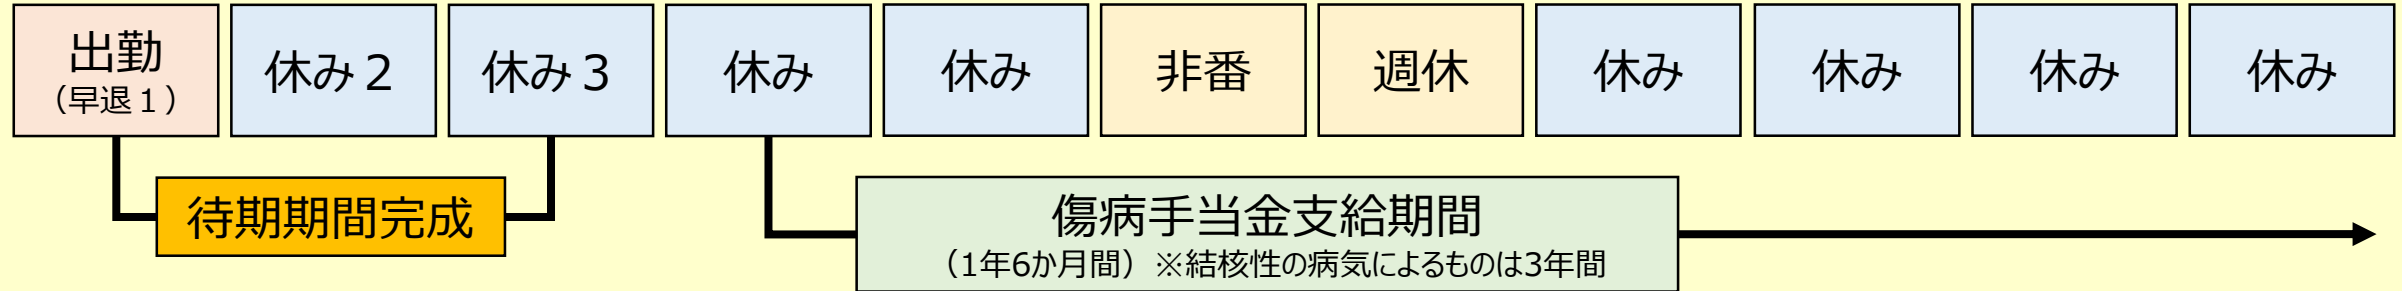 出勤
（早退１）
休み２
休み３
休み
休み
非番
週休
休み
休み
休み
休み
待期期間完成
傷病手当金支給期間
（1年6か月間）※結核性の病気によるものは3年間